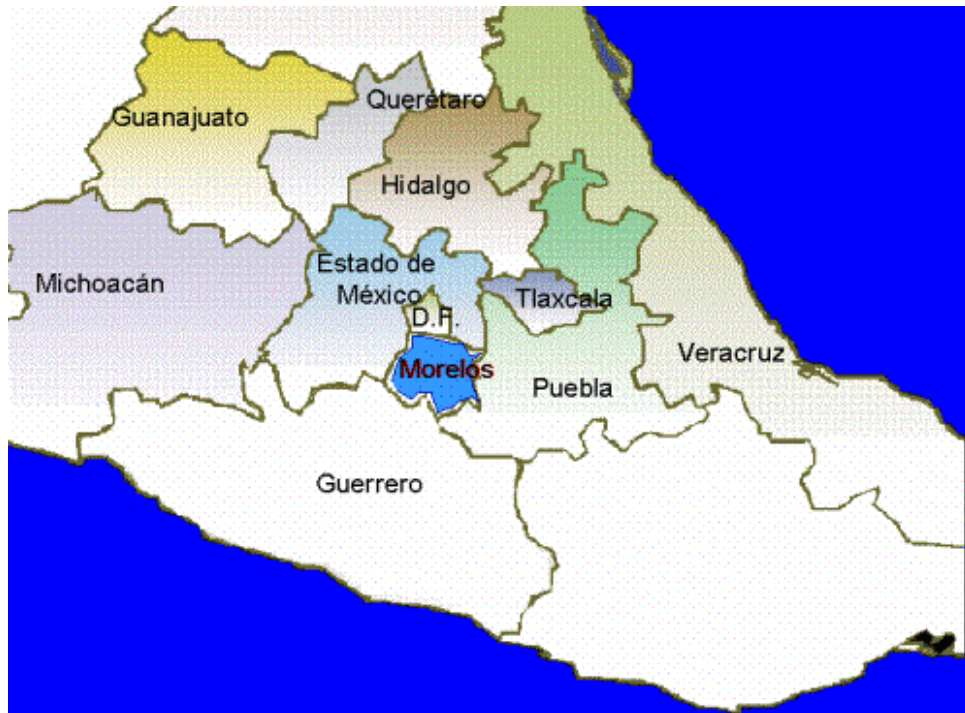 Querétaro
Guanajuato
Hidalgo
Estado de
México
Michoacán
Tlaxcala
D.F.
Veracruz
Morelos
Puebla
Guerrero